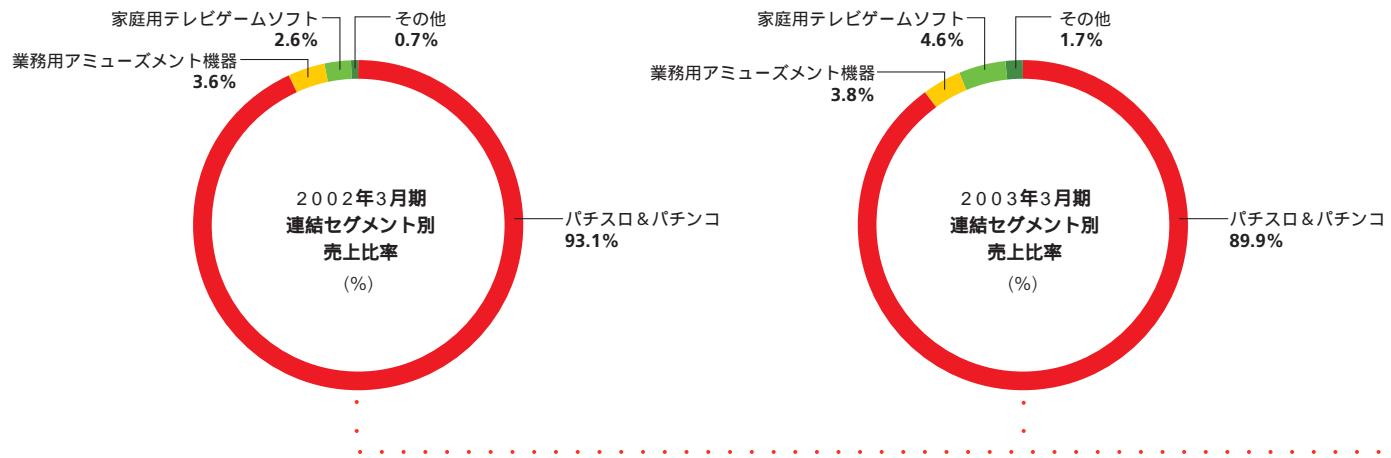 家庭用テレビゲームソフト
2.6%
その他
0.7%
業務用アミューズメント機器
3.6%
2002年3月期
連結セグメント別
売上比率
(%)
パチスロ&パチンコ
93.1%
家庭用テレビゲームソフト
4.6%
その他
1.7%
業務用アミューズメント機器
3.8%
2003年3月期
連結セグメント別
売上比率
(%)
パチスロ&パチンコ
89.9%